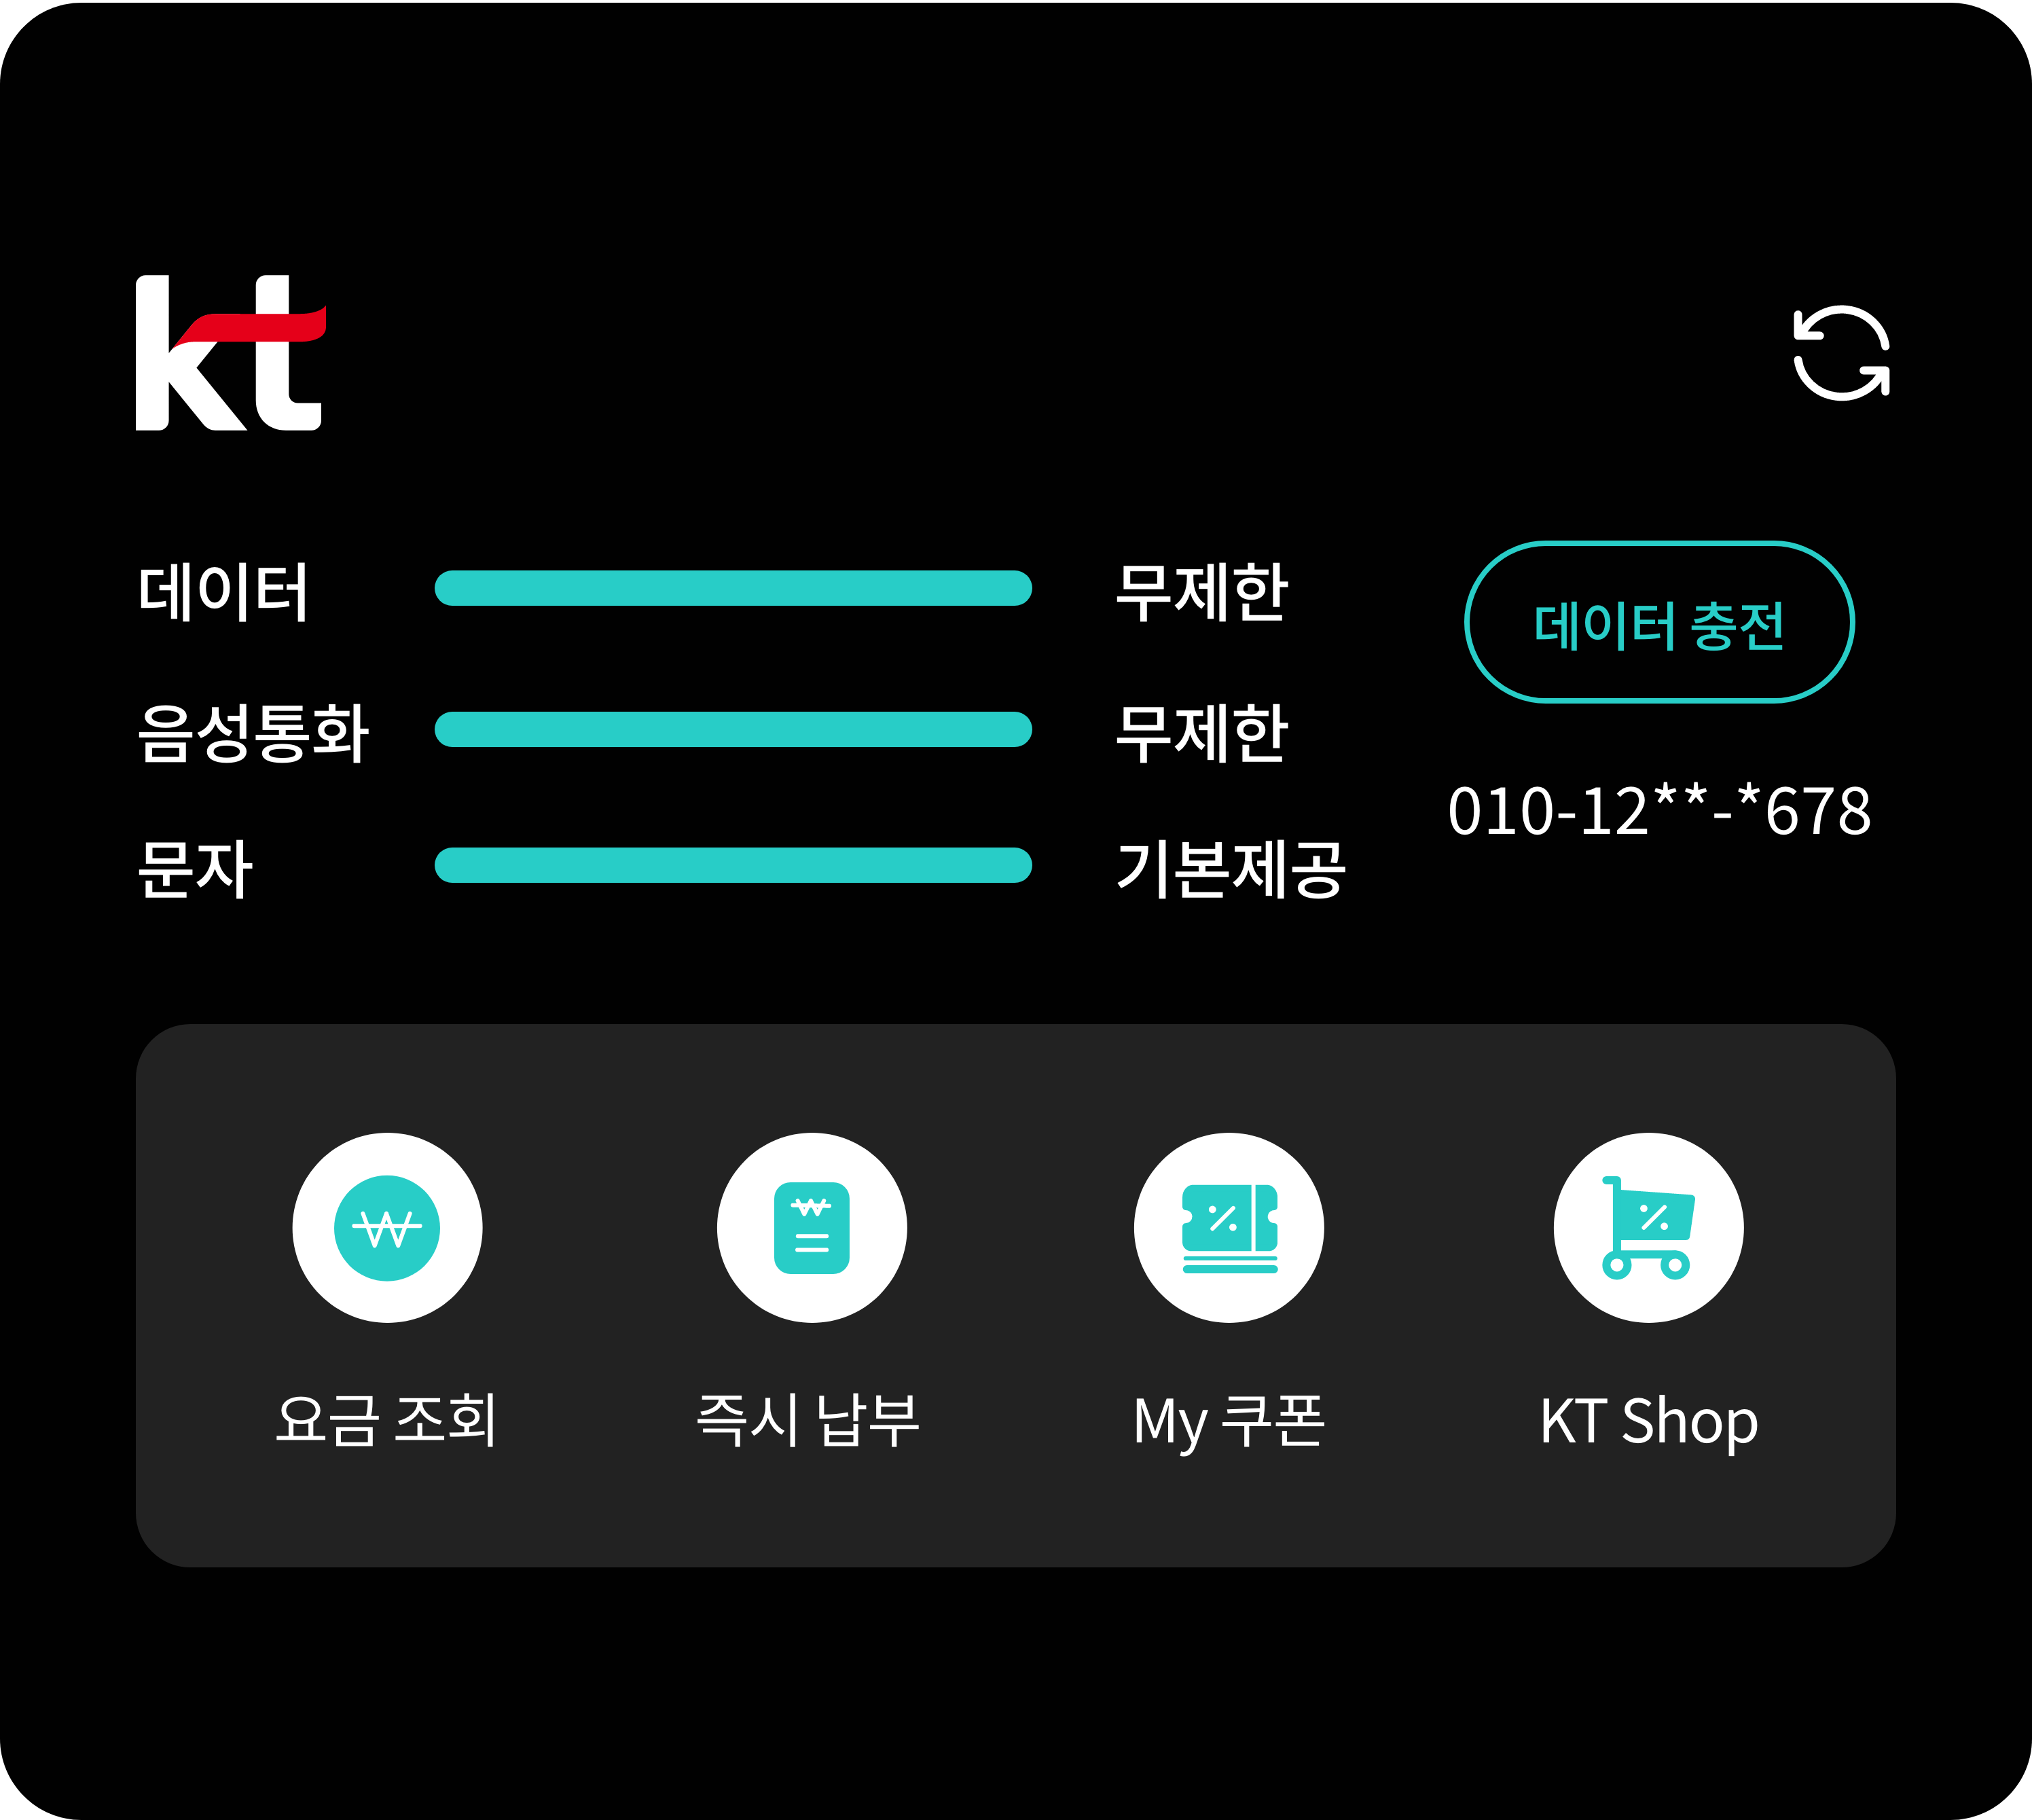 kt
데이터 무제한 데이터 충전
음성통화 무제한
010-12**-*678
문자 기본제공
₩ ₩ % %
요금 조회 즉시 납부 My 쿠폰 KT Shop